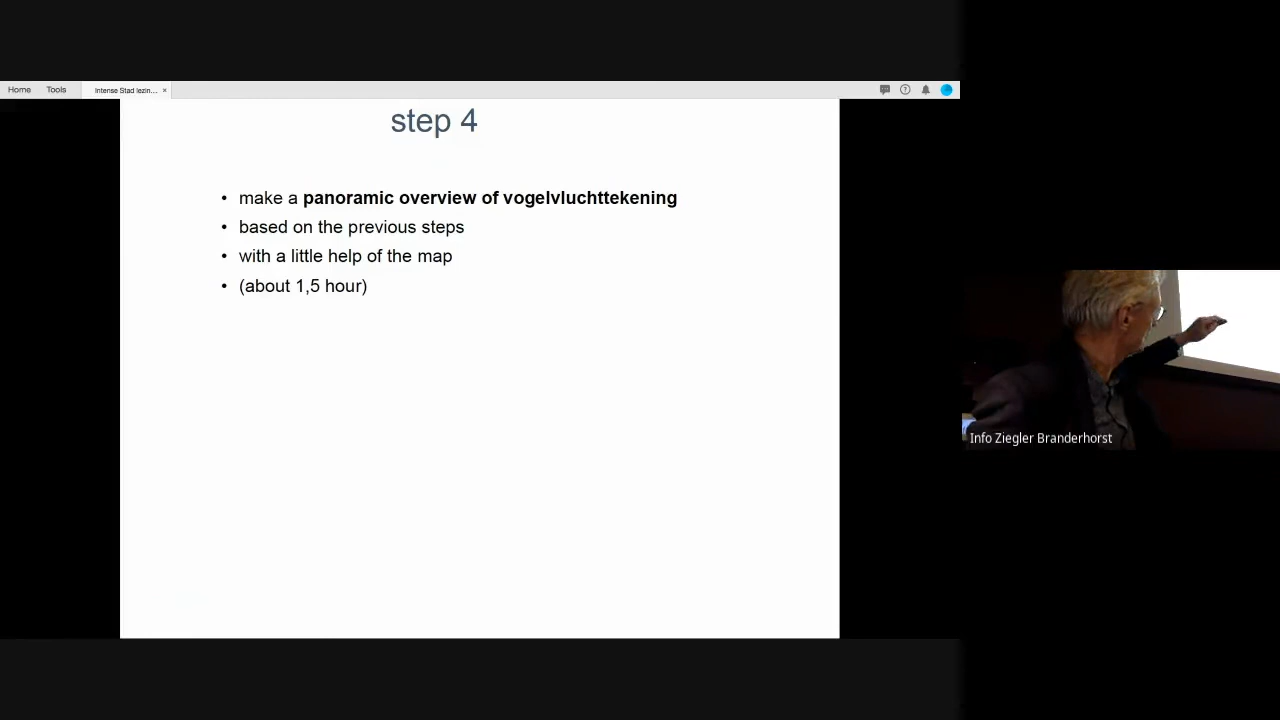 Home Tools Intense Stad lezin... ×
step 4
• make a panoramic overview of vogelvluchttekening
• based on the previous steps
• with a little help of the map
• (about 1,5 hour)
Info Ziegler Branderhorst